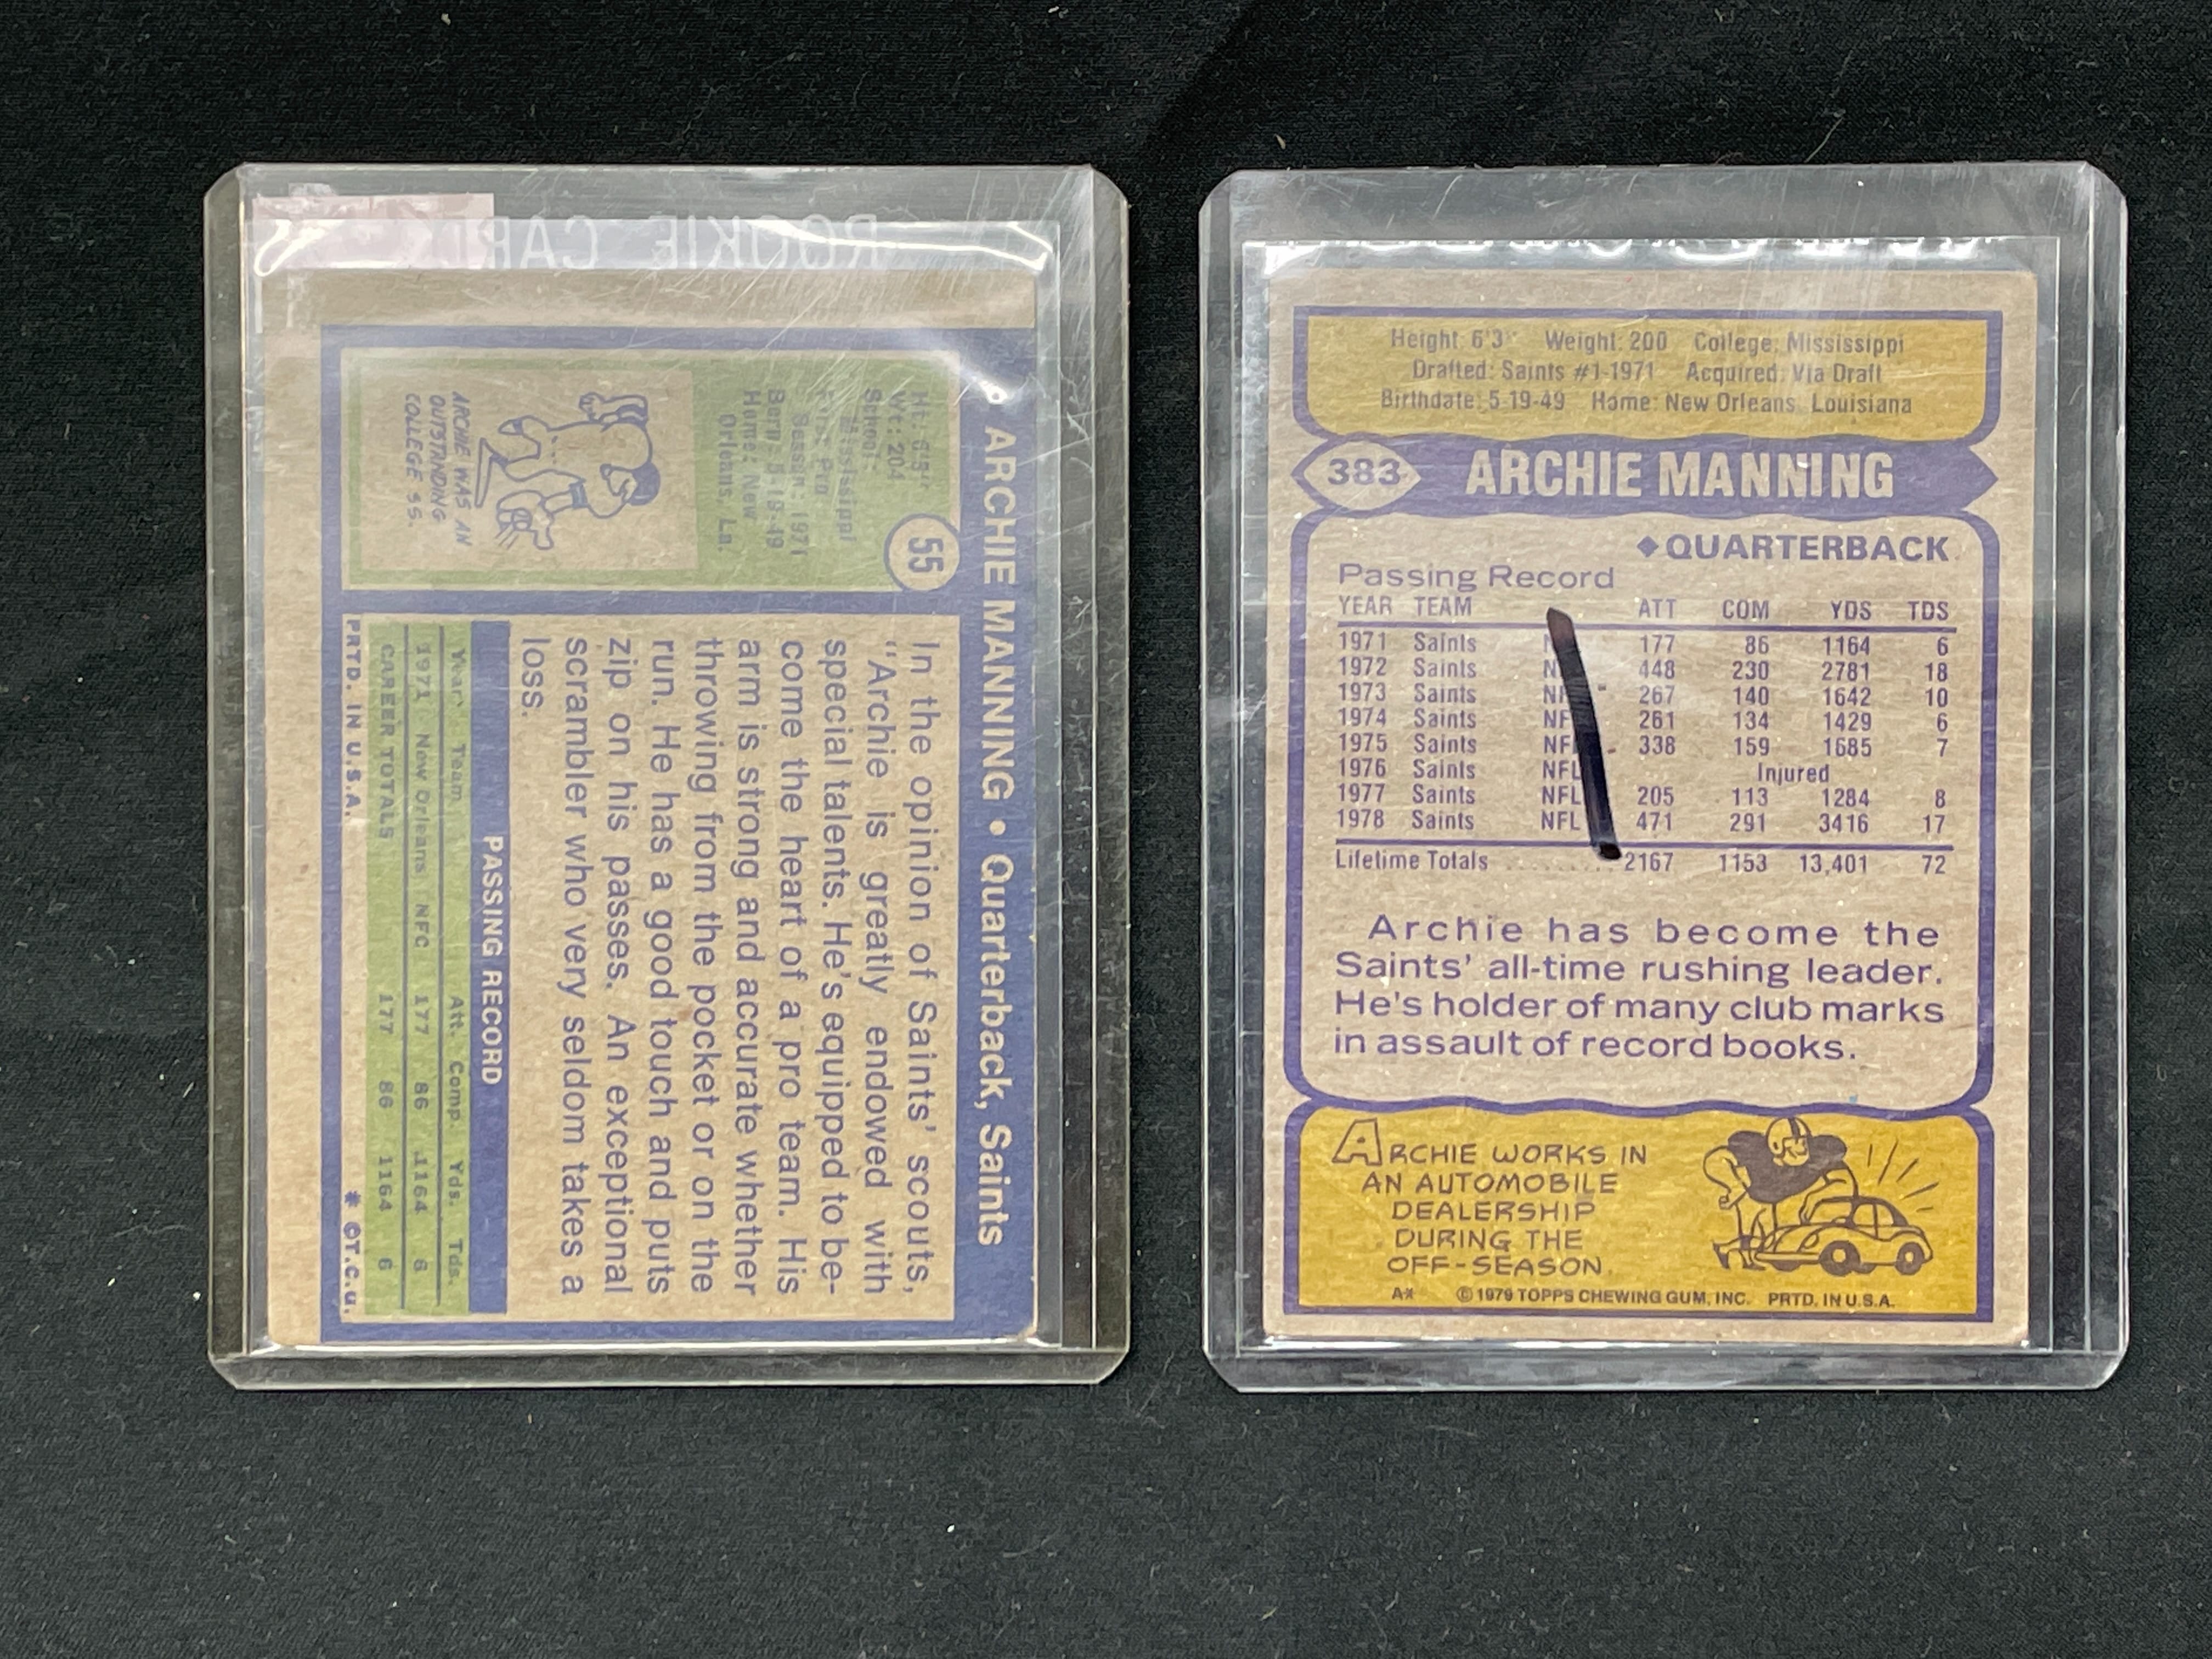 ROOKIE CARD
ARCHIE MANNING • Quarterback, Saints
55
Ht: 6'3"
Wt: 204
School:
Mississippi
First Pro
Season: 1971
Born: 5-19-49
Home: New
Orleans, La.
ARCHIE WAS AN
OUTSTANDING
COLLEGE SS.
In the opinion of Saints' scouts,
"Archie is greatly endowed with
special talents. He's equipped to be-
come the heart of a pro team. His
arm is strong and accurate whether
throwing from the pocket or on the
run. He has a good touch and puts
zip on his passes. An exceptional
scrambler who very seldom takes a
loss.
PASSING RECORD
Year Team Att. Comp. Yds. Tds.
1971 New Orleans NFC 177 86 1164 6
CAREER TOTALS 177 86 1164 6
PRTD. IN U.S.A. * ©T.C.G.
Height: 6'3" Weight: 200 College: Mississippi
Drafted: Saints #1-1971 Acquired: Via Draft
Birthdate: 5-19-49 Home: New Orleans, Louisiana
383 ARCHIE MANNING
◆QUARTERBACK
Passing Record
YEAR TEAM ATT COM YDS TDS
1971 Saints 177 86 1164 6
1972 Saints 448 230 2781 18
1973 Saints 267 140 1642 10
1974 Saints 261 134 1429 6
1975 Saints 338 159 1685 7
1976 Saints NFL Injured
1977 Saints NFL 205 113 1284 8
1978 Saints NFL 471 291 3416 17
Lifetime Totals ......... 2167 1153 13,401 72
Archie has become the
Saints' all-time rushing leader.
He's holder of many club marks
in assault of record books.
ARCHIE WORKS IN
AN AUTOMOBILE
DEALERSHIP
DURING THE
OFF-SEASON.
A* © 1979 TOPPS CHEWING GUM, INC. PRTD. IN U.S.A.